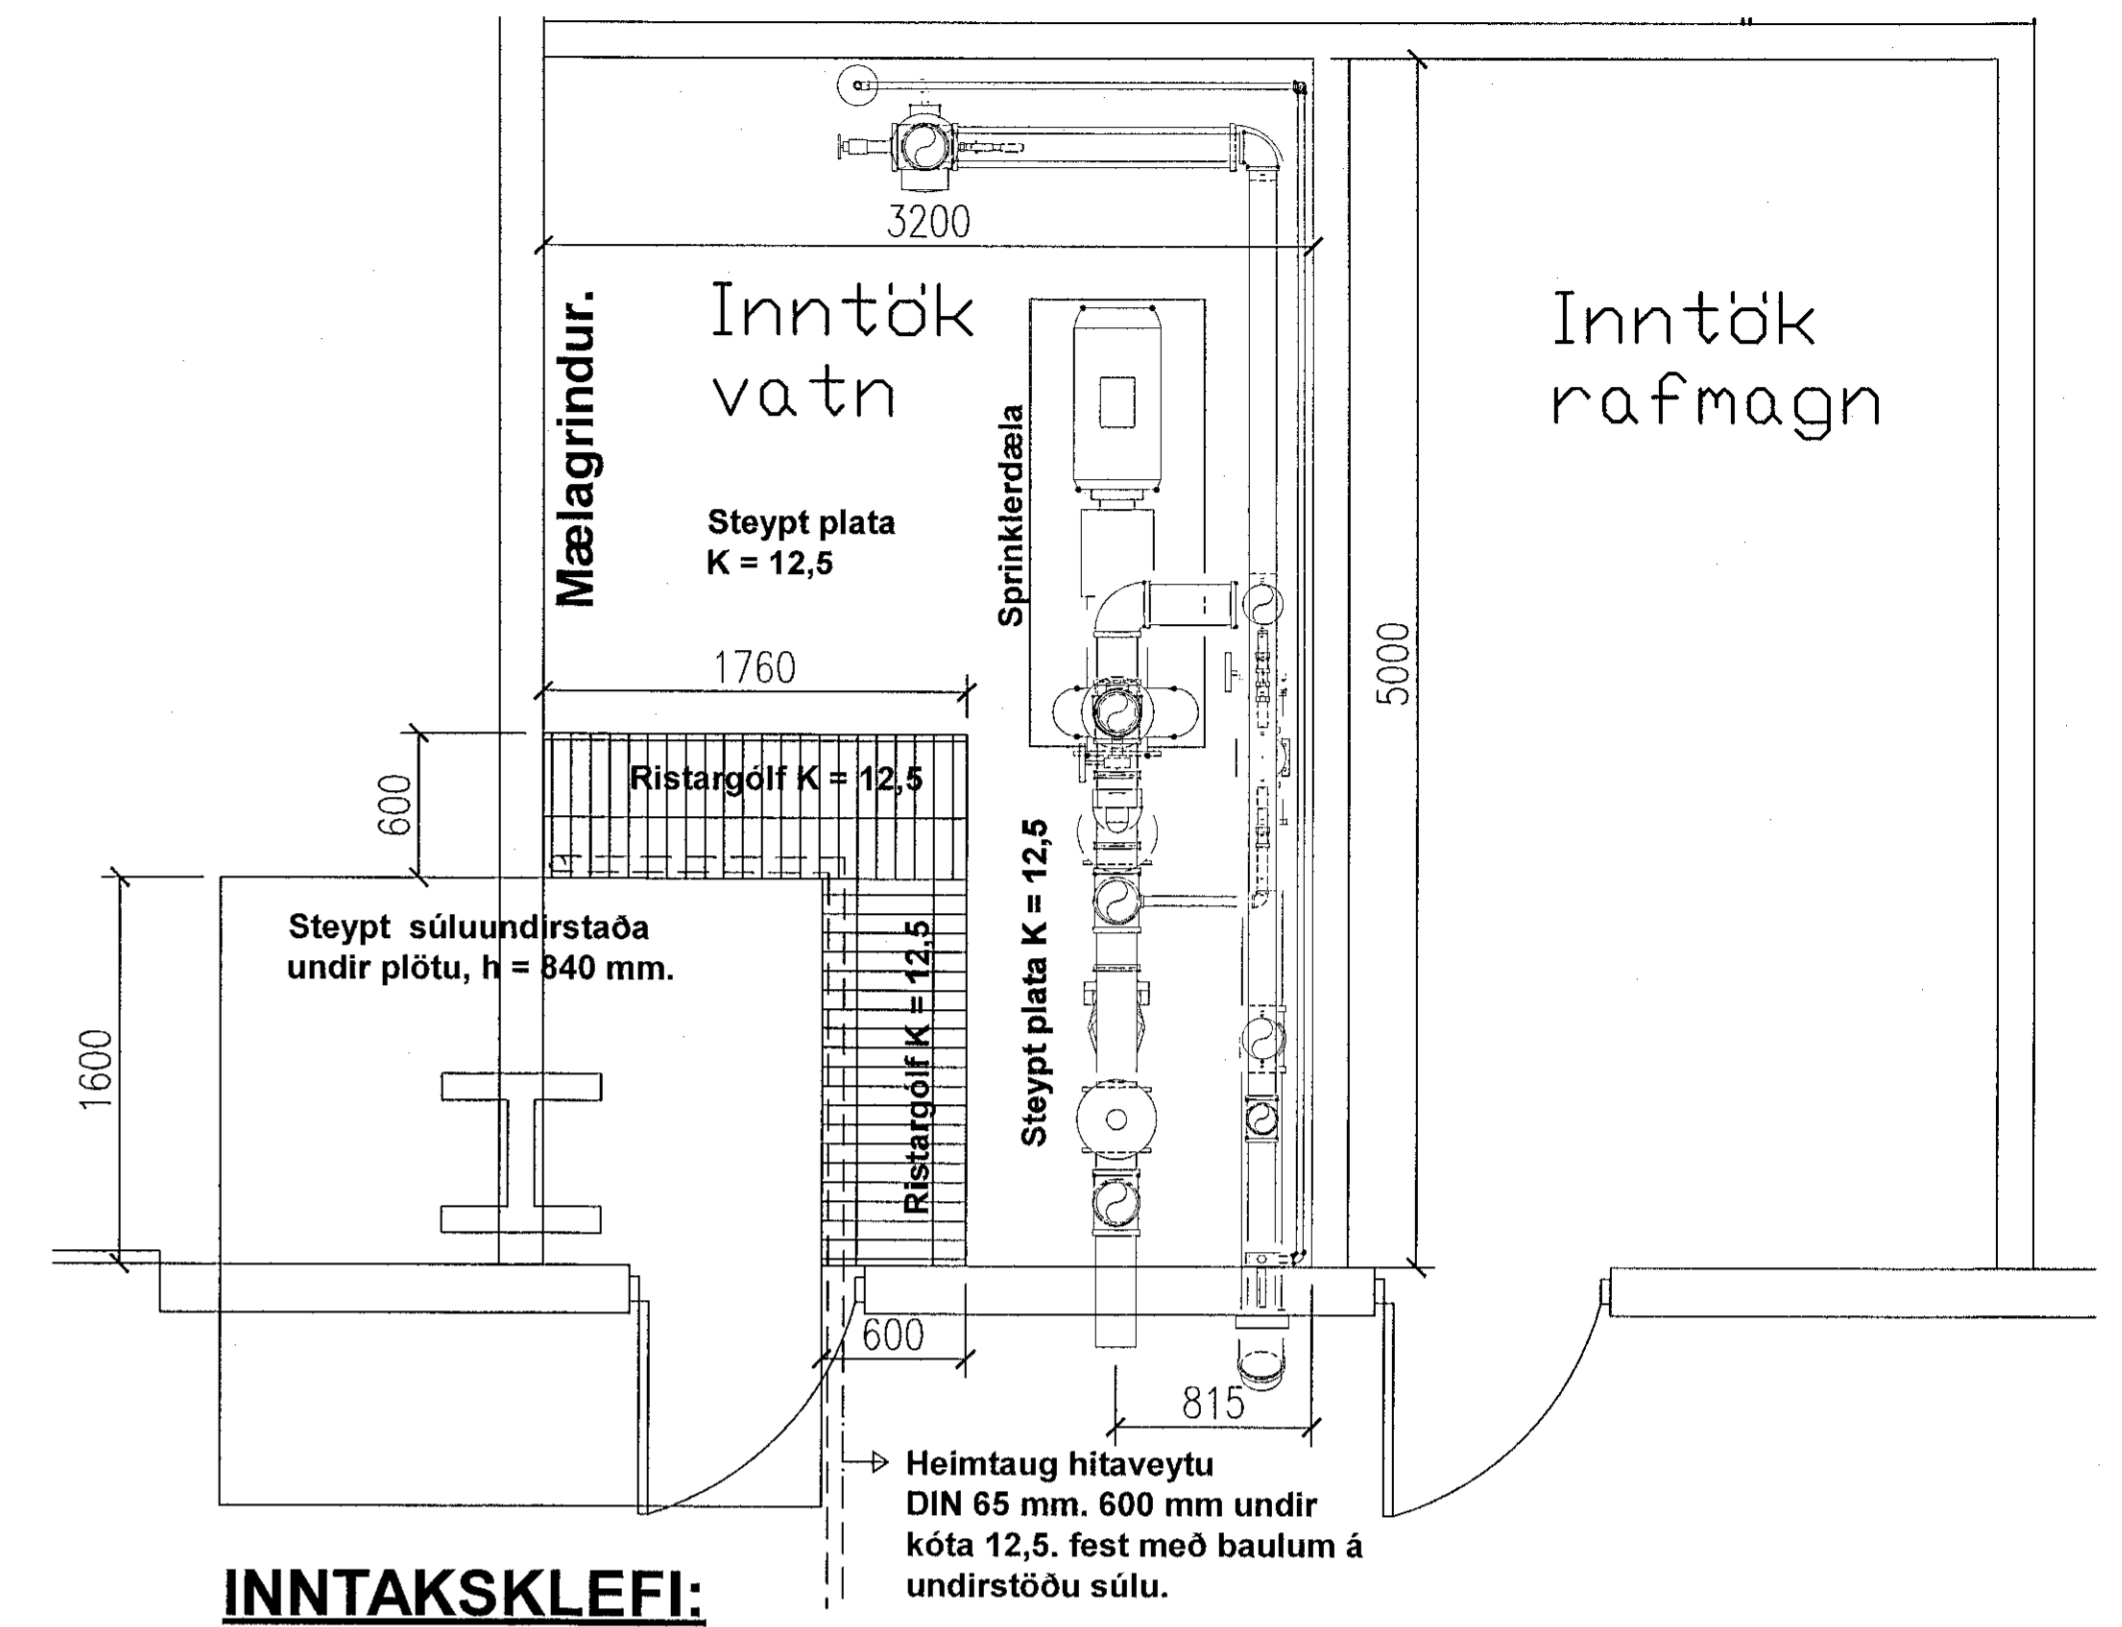 3200
Inntök
vatn
Inntök
rafmagn
Mælagrindur.
Sprinklerdæla
Steypt plata
K = 12,5
5000
1760
600
Ristargólf K = 12,5
Steypt plata K = 12,5
Steypt súluundirstaða
undir plötu, h = 840 mm.
Ristargólf K = 12,5
1600
600
815
Heimtaug hitaveytu
DIN 65 mm. 600 mm undir
kóta 12,5. fest með baulum á
undirstöðu súlu.
INNTAKSKLEFI: